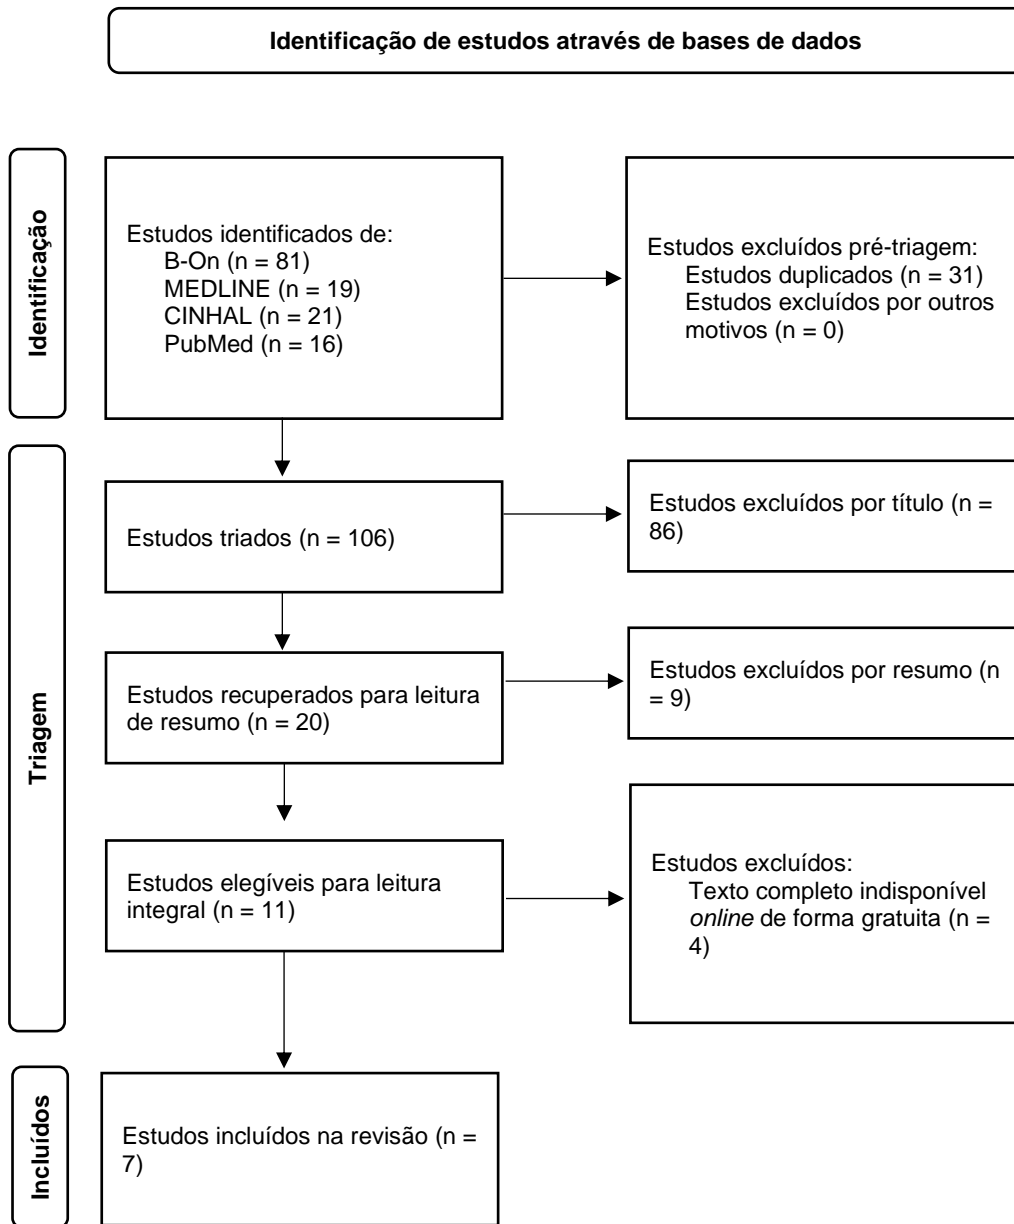 Identificação de estudos através de bases de dados
Identificação
Estudos identificados de:
B-On (n = 81)
MEDLINE (n = 19)
CINHAL (n = 21)
PubMed (n = 16)
Estudos excluídos pré-triagem:
Estudos duplicados (n = 31)
Estudos excluídos por outros
motivos (n = 0)
Triagem
Estudos triados (n = 106)
Estudos excluídos por título (n =
86)
Estudos recuperados para leitura
de resumo (n = 20)
Estudos excluídos por resumo (n
= 9)
Estudos elegíveis para leitura
integral (n = 11)
Estudos excluídos:
Texto completo indisponível
online de forma gratuita (n =
4)
Incluídos
Estudos incluídos na revisão (n =
7)